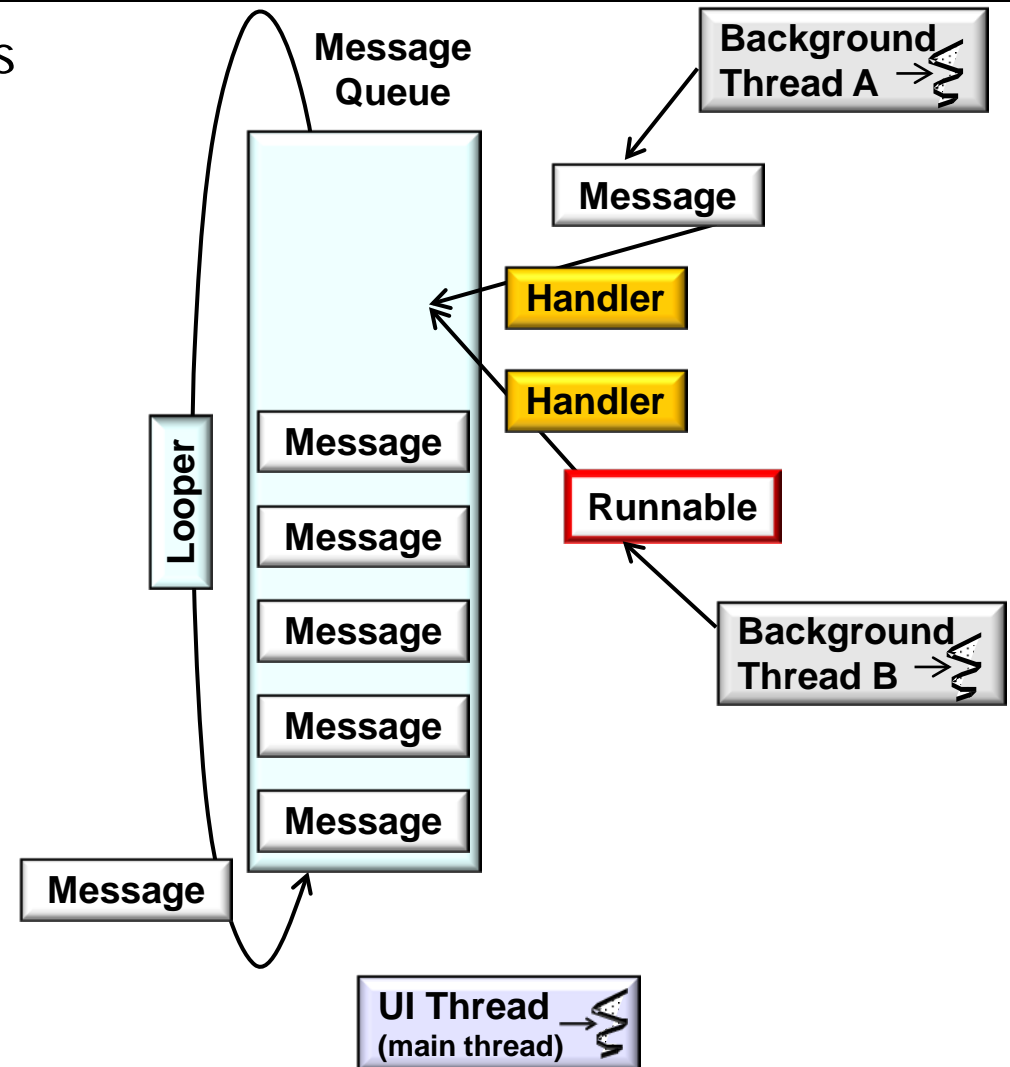 s
Message
Queue
Background
Thread A
Message
Handler
Handler
Message
Looper
Runnable
Message
Message
Background
Thread B
Message
Message
Message
UI Thread
(main thread)